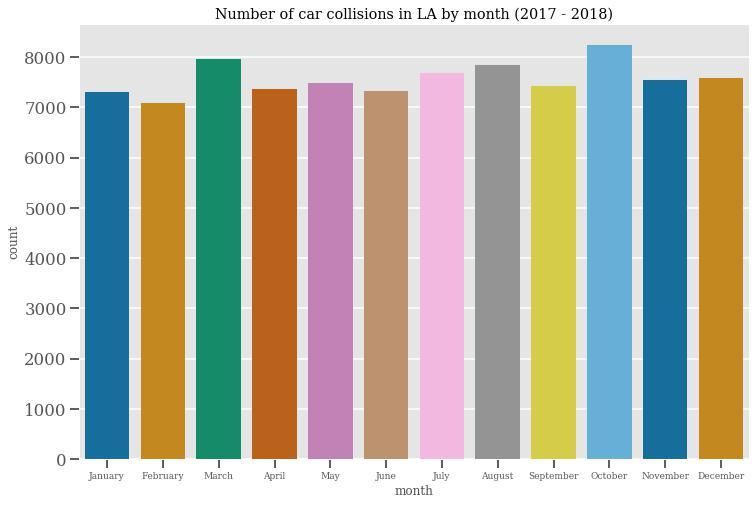 Number of car collisions in LA by month (2017 - 2018)
8000
7000
6000
5000
4000
3000
2000
1000
0
count
January February March April May June July August September October November December
month